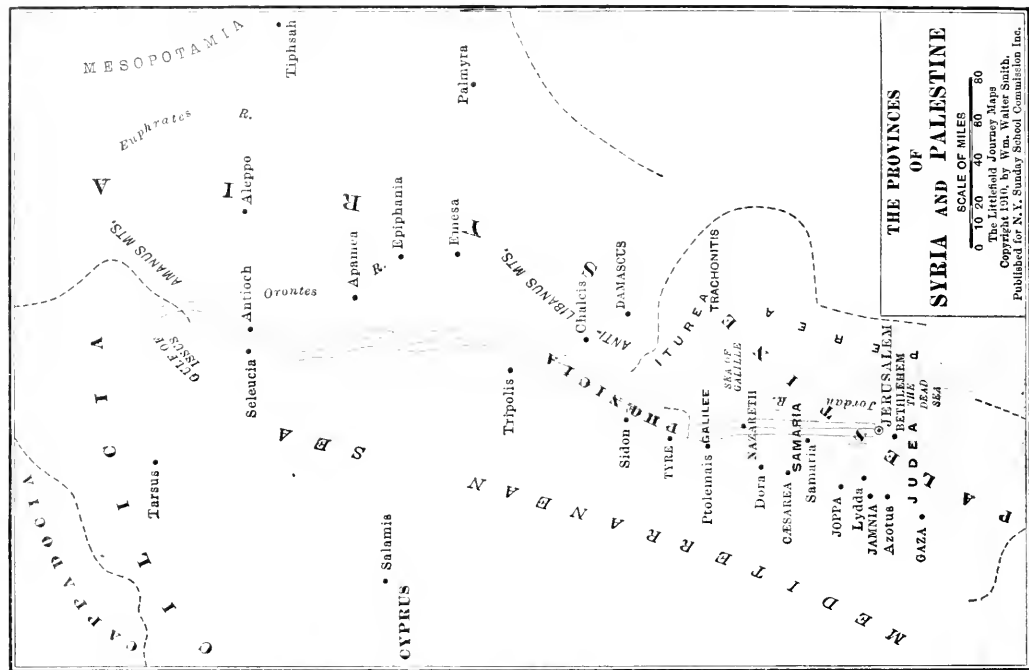 CAPPADOCIA
CILICIA
Tarsus
AMANUS MTS.
GULF OF
ISSUS
MESOPOTAMIA
Euphrates
R.
Tiphsah
Aleppo
Antioch
Seleucia
SYRIA
Orontes
R.
Apamea
Epiphania
Emesa
Palmyra
Salamis
CYPRUS
MEDITERRANEAN
SEA
Tripolis
PHŒNICIA
ANTI-LIBANUS MTS.
Chalcis
DAMASCUS
Sidon
TYRE
ITUREA
TRACHONITIS
Ptolemais
GALILEE
SEA OF
GALILLE
Dora
NAZARETH
CÆSAREA
SAMARIA
Samaria
R.
Jordan
PEREA
JOPPA
Lydda
JAMNIA
Azotus
GAZA
JERUSALEM
BETHLEHEM
THE
DEAD
SEA
JUDEA
PALESTINE
THE PROVINCES
OF
SYRIA AND PALESTINE
SCALE OF MILES
0 10 20 40 60 80
The Littlefield Journey Maps
Copyright 1910, by Wm. Walter Smith.
Published for N.Y. Sunday School Commission Inc.